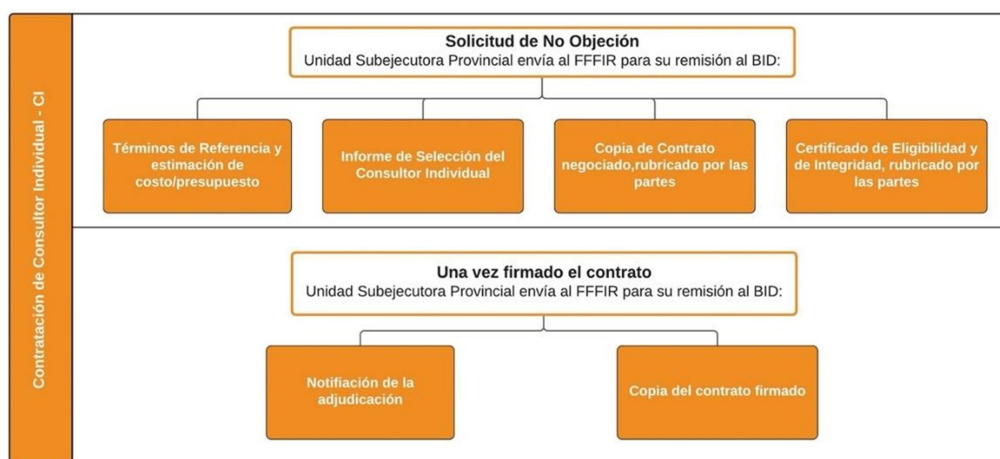 Contratación de Consultor Individual - CI
Solicitud de No Objeción
Unidad Subejecutora Provincial envía al FFFIR para su remisión al BID:
Términos de Referencia y
estimación de
costo/presupuesto
Informe de Selección del
Consultor Individual
Copia de Contrato
negociado,rubricado por las
partes
Certificado de Eligibilidad y
de Integridad, rubricado por
las partes
Una vez firmado el contrato
Unidad Subejecutora Provincial envía al FFFIR para su remisión al BID:
Notifiación de la
adjudicación
Copia del contrato firmado